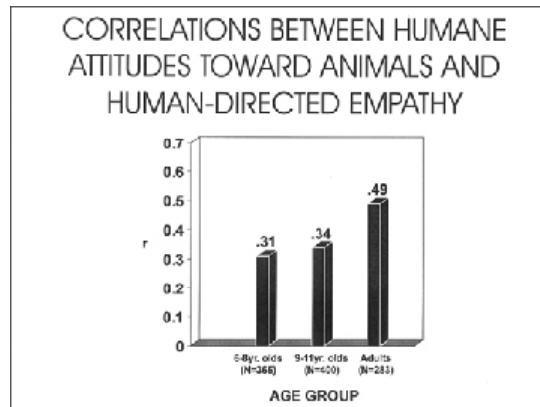 CORRELATIONS BETWEEN HUMANE
ATTITUDES TOWARD ANIMALS AND
HUMAN-DIRECTED EMPATHY
0.7
0.6
0.5
0.4
0.3
0.2
0.1
0
r
.31
.34
.49
6-8yr. olds
(N=365)
9-11yr. olds
(N=400)
Adults
(N=283)
AGE GROUP